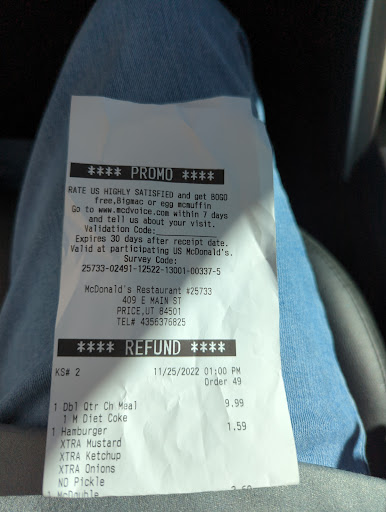 **** PROMO ****
RATE US HIGHLY SATISFIED and get BOGO
free,Bigmac or egg mcmuffin
Go to www.mcdvoice.com within 7 days
and tell us about your visit.
Validation Code:____________
Expires 30 days after receipt date.
Valid at participating US McDonald's.
Survey Code:
25733-02491-12522-13001-00337-5
McDonald's Restaurant #25733
409 E MAIN ST
PRICE,UT 84501
TEL# 4356376825
**** REFUND ****
KS# 2 11/25/2022 01:00 PM
Order 49
1 Dbl Qtr Ch Meal 9.99
1 M Diet Coke
1 Hamburger 1.59
XTRA Mustard
XTRA Ketchup
XTRA Onions
NO Pickle
1 McDouble